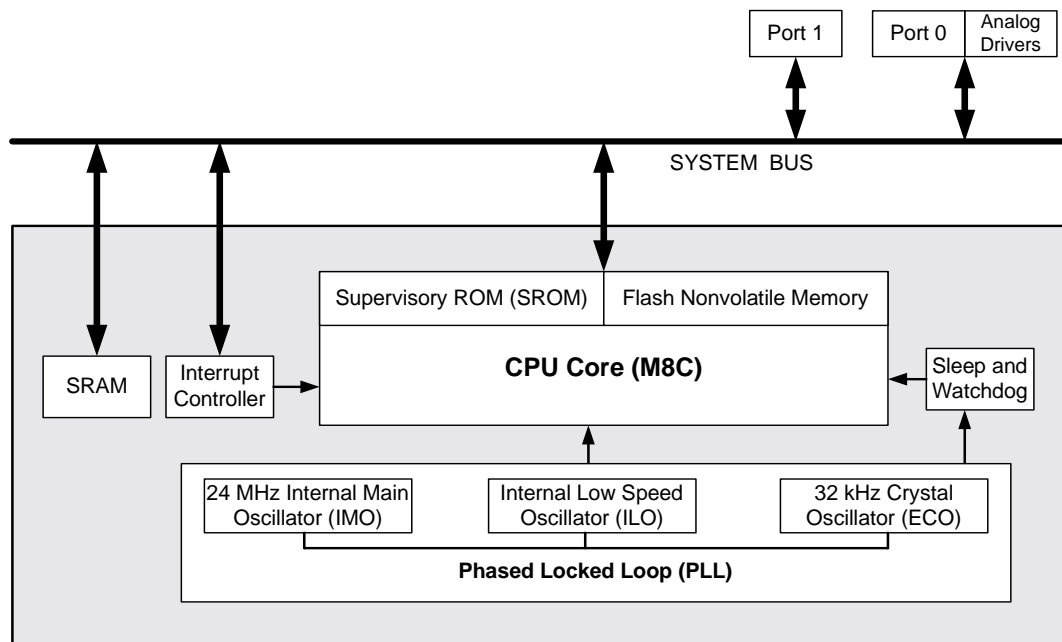 Port 1
Port 0
Analog
Drivers
SYSTEM BUS
Supervisory ROM (SROM)
Flash Nonvolatile Memory
SRAM
Interrupt
Controller
CPU Core (M8C)
Sleep and
Watchdog
24 MHz Internal Main
Oscillator (IMO)
Internal Low Speed
Oscillator (ILO)
32 kHz Crystal
Oscillator (ECO)
Phased Locked Loop (PLL)